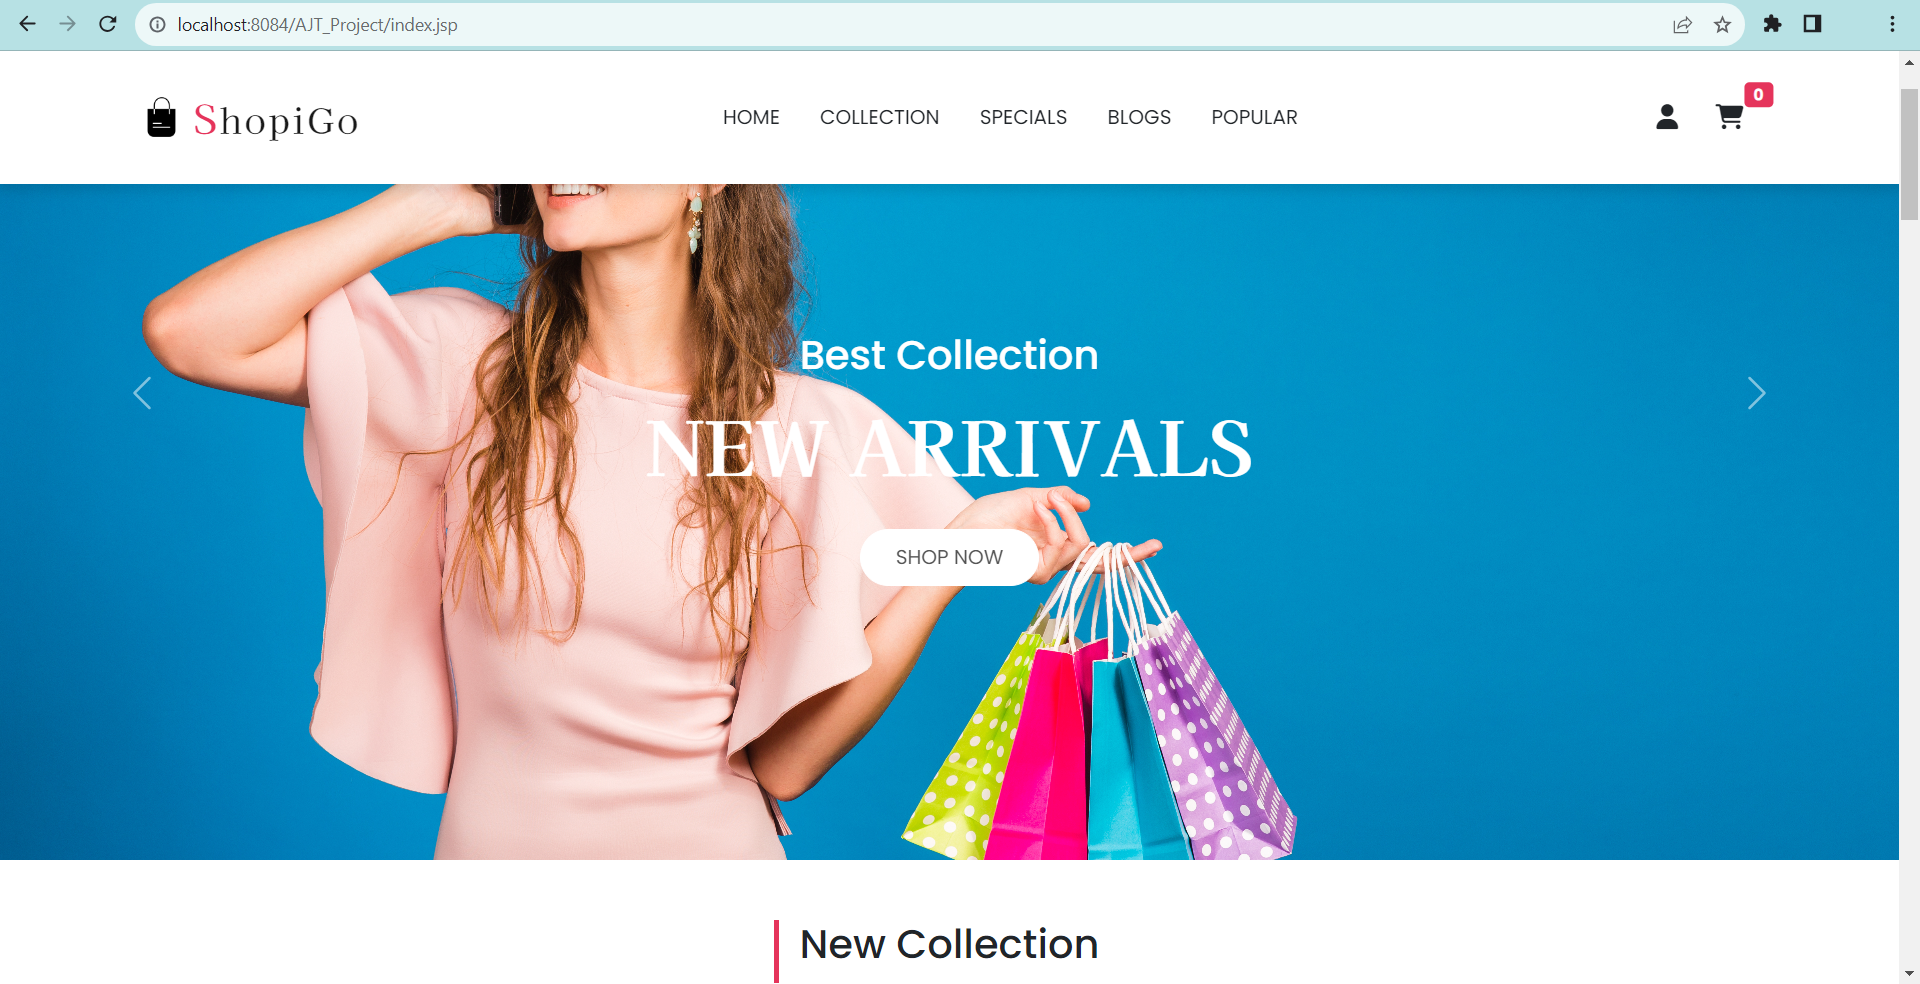 localhost:8084/AJT_Project/index.jsp
ShopiGo
HOME COLLECTION SPECIALS BLOGS POPULAR
0
Best Collection
NEW ARRIVALS
SHOP NOW
New Collection